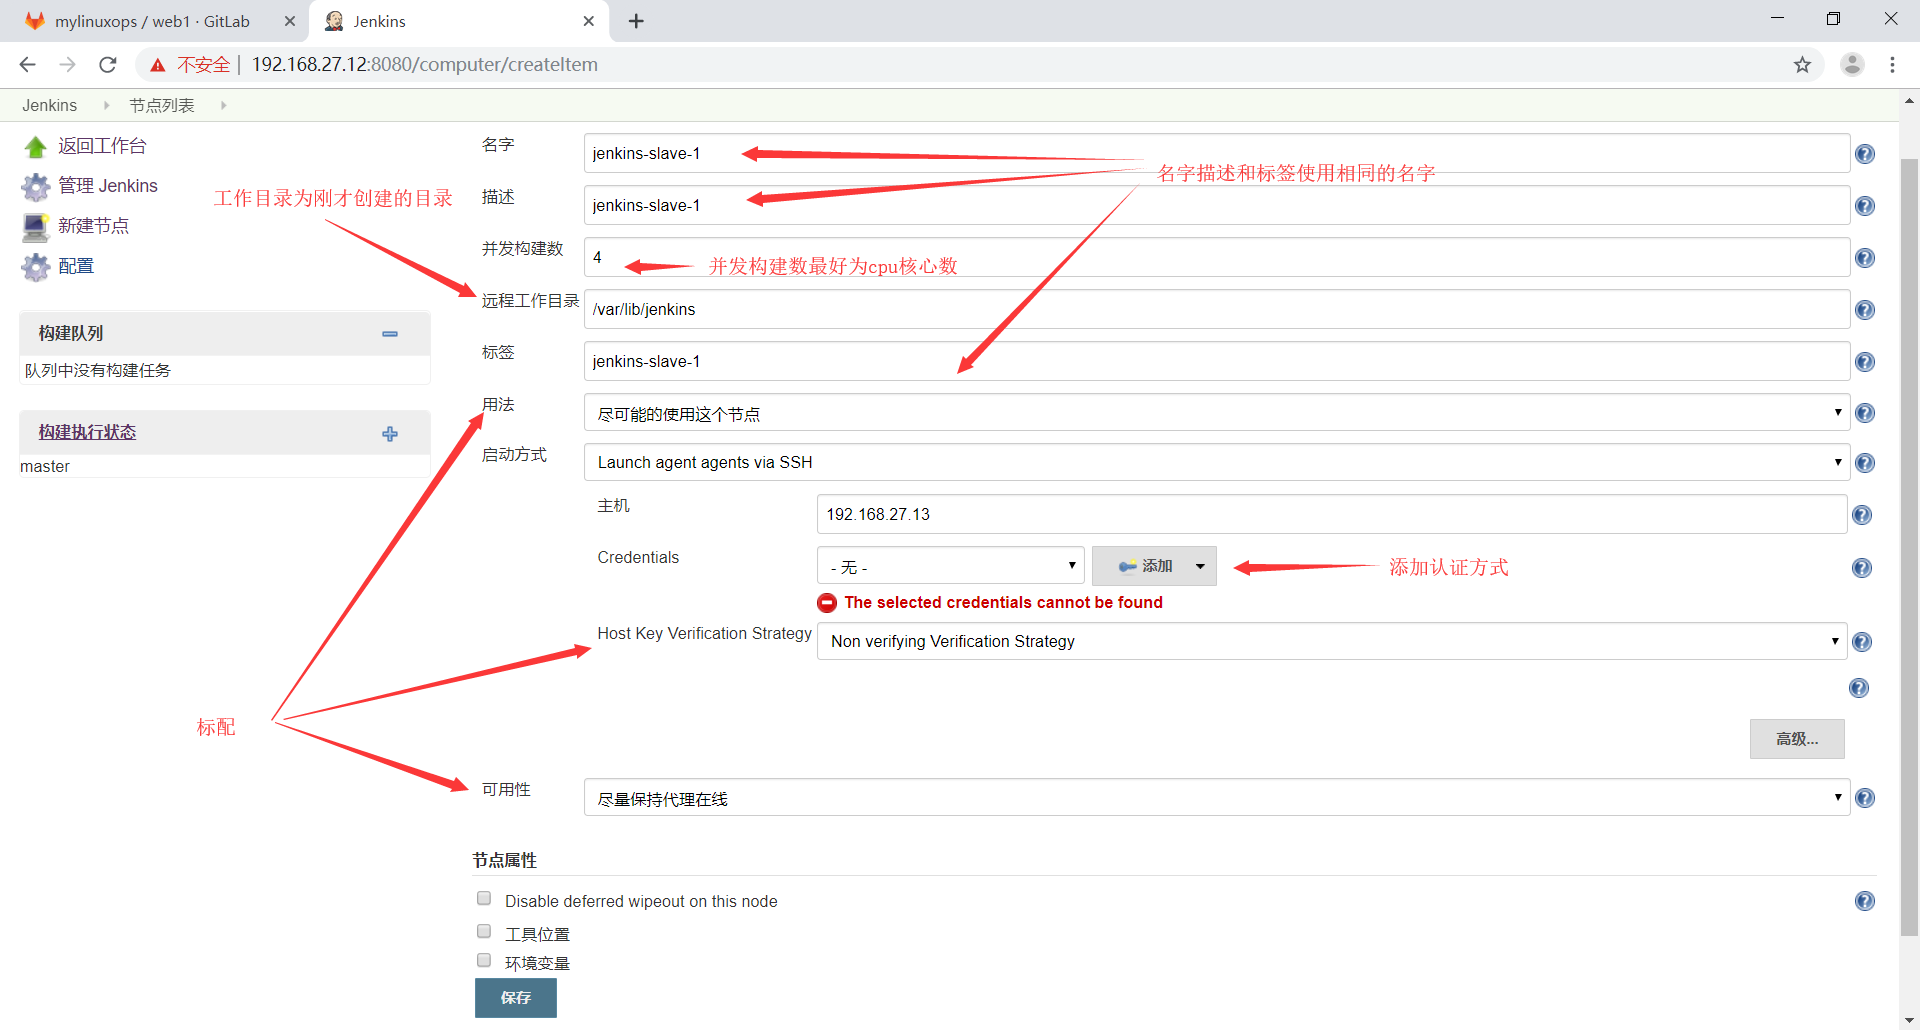 mylinuxops / web1 · GitLab
Jenkins
不安全 | 192.168.27.12:8080/computer/createItem
Jenkins
节点列表
返回工作台
管理 Jenkins
新建节点
配置
构建队列
队列中没有构建任务
构建执行状态
master
名字
jenkins-slave-1
名字描述和标签使用相同的名字
工作目录为刚才创建的目录
描述
jenkins-slave-1
并发构建数
4
并发构建数最好为cpu核心数
远程工作目录
/var/lib/jenkins
标签
jenkins-slave-1
用法
尽可能的使用这个节点
启动方式
Launch agent agents via SSH
主机
192.168.27.13
Credentials
- 无 -
添加
添加认证方式
The selected credentials cannot be found
Host Key Verification Strategy
Non verifying Verification Strategy
标配
高级...
可用性
尽量保持代理在线
节点属性
Disable deferred wipeout on this node
工具位置
环境变量
保存